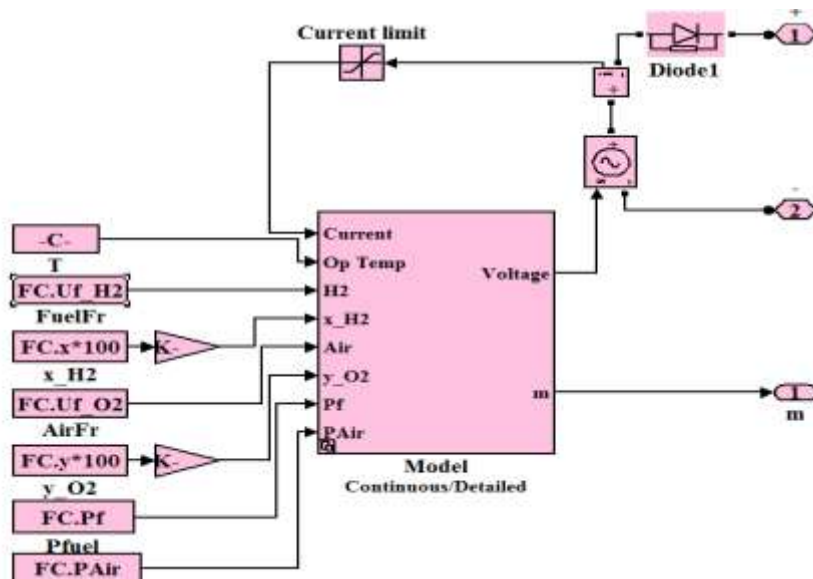 Current limit
+
1
Diode1
i -
+
+
s -
-
2
-C-
T
FC.Uf_H2
FuelFr
FC.x*100
K-
x_H2
FC.Uf_O2
AirFr
FC.y*100
K-
y_O2
FC.Pf
Pfuel
FC.PAir
Current
Op Temp
H2
x_H2
Air
y_O2
Pf
PAir
Voltage
m
Model
Continuous/Detailed
1
m